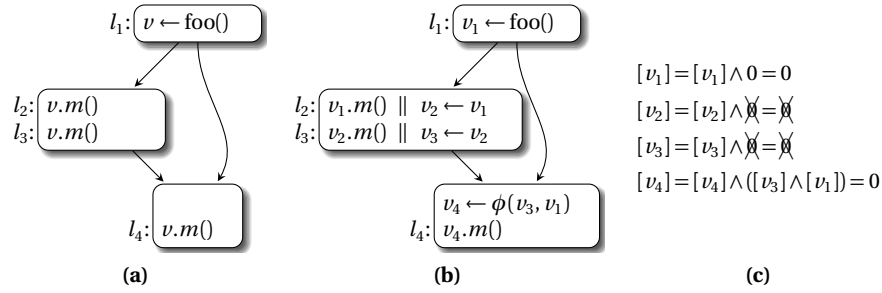 l₁: v ← foo()
l₂: v.m()
l₃: v.m()
l₄: v.m()
(a)
l₁: v₁ ← foo()
l₂: v₁.m() || v₂ ← v₁
l₃: v₂.m() || v₃ ← v₂
v₄ ← ϕ(v₃, v₁)
l₄: v₄.m()
(b)
[v₁] = [v₁] ∧ 0 = 0
[v₂] = [v₂] ∧ 0̸ = 0̸
[v₃] = [v₃] ∧ 0̸ = 0̸
[v₄] = [v₄] ∧ ([v₃] ∧ [v₁]) = 0
(c)